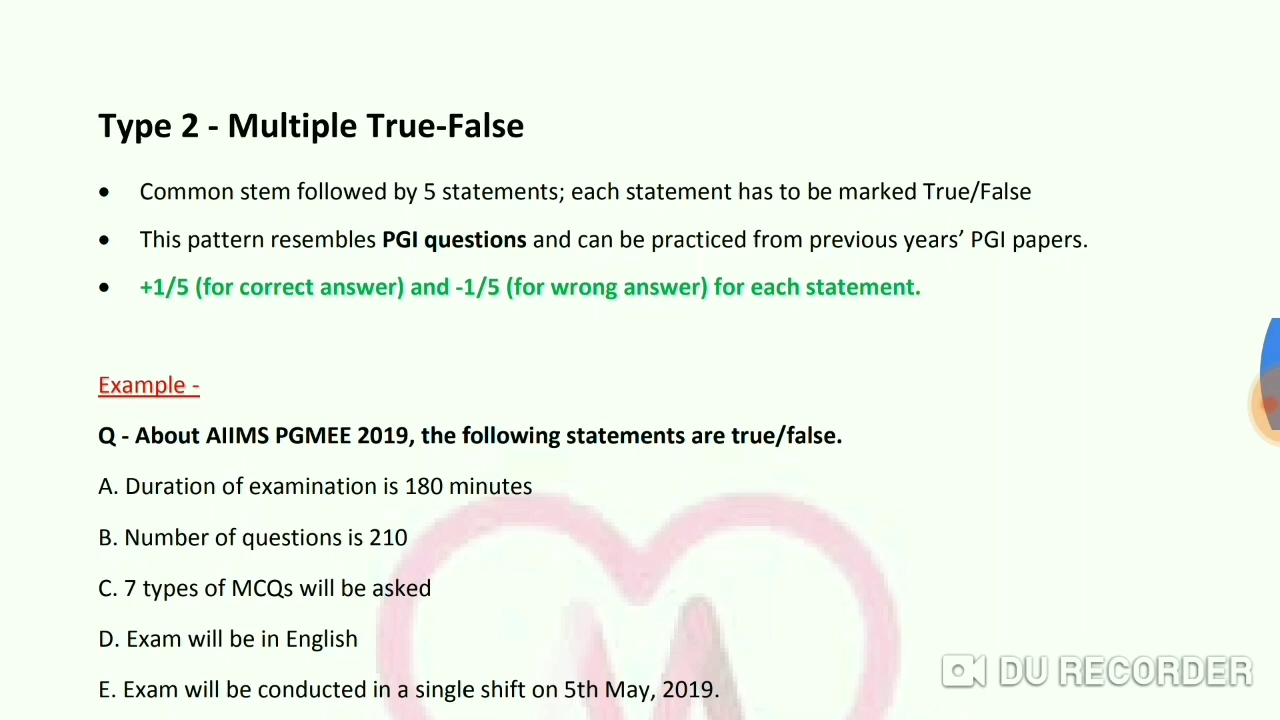 Type 2 - Multiple True-False
• Common stem followed by 5 statements; each statement has to be marked True/False
• This pattern resembles PGI questions and can be practiced from previous years’ PGI papers.
• +1/5 (for correct answer) and -1/5 (for wrong answer) for each statement.
Example -
Q - About AIIMS PGMEE 2019, the following statements are true/false.
A. Duration of examination is 180 minutes
B. Number of questions is 210
C. 7 types of MCQs will be asked
D. Exam will be in English
E. Exam will be conducted in a single shift on 5th May, 2019.
DU RECORDER